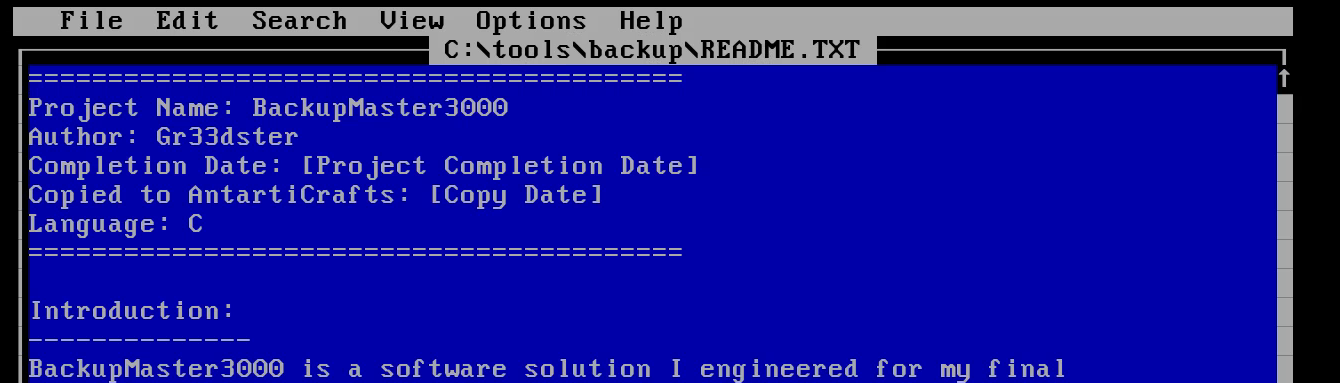 File Edit Search View Options Help
C:\tools\backup\README.TXT
=========================================
Project Name: BackupMaster3000
Author: Gr33dster
Completion Date: [Project Completion Date]
Copied to AntartiCrafts: [Copy Date]
Language: C
=========================================
Introduction:
--------------
BackupMaster3000 is a software solution I engineered for my final